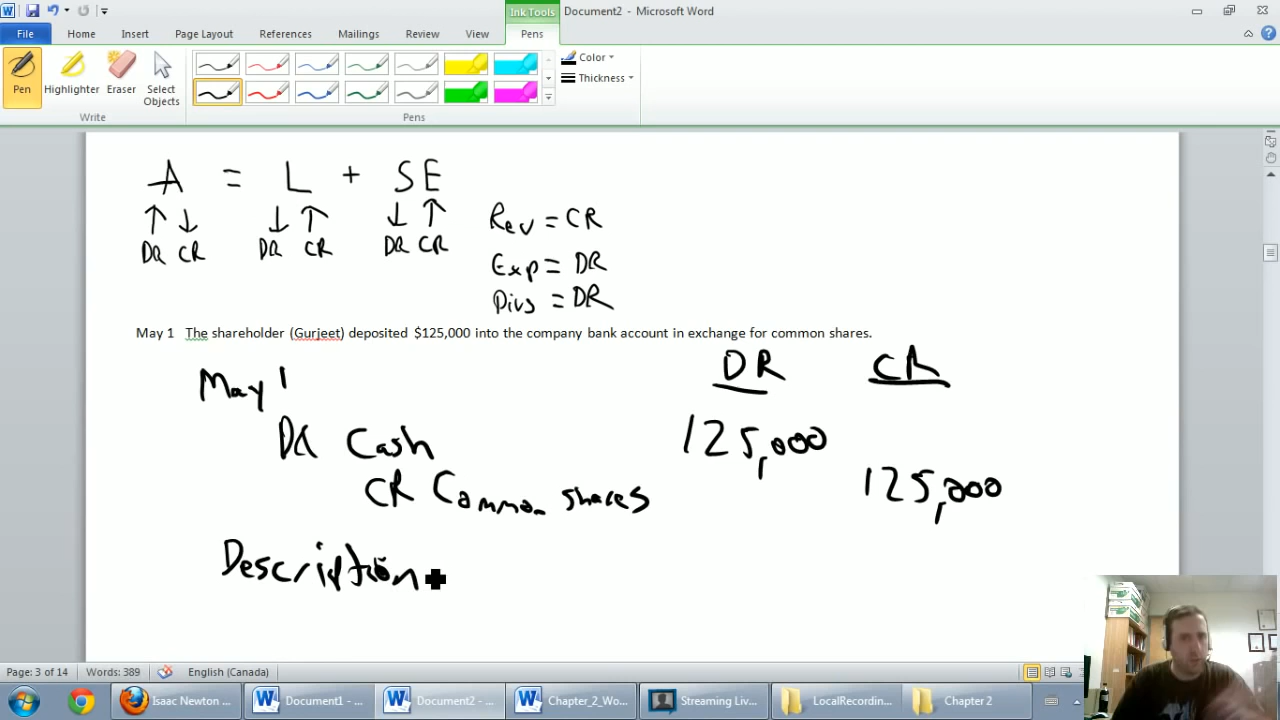 Ink Tools
Document2 - Microsoft Word
File Home Insert Page Layout References Mailings Review View Pens
Pen Highlighter Eraser Select Objects
Color
Thickness
Write
Pens
A = L + SE
DR CR DR CR DR CR
Rev = CR
Exp = DR
Divs = DR
May 1 The shareholder (Gurjeet) deposited $125,000 into the company bank account in exchange for common shares.
DR CR
May 1
DR Cash 125,000
CR Common shares 125,000
Description
Page: 3 of 14 Words: 389 English (Canada)
Isaac Newton ... Document1 - ... Document2 - ... Chapter_2_Wo... Streaming Liv... LocalRecordin... Chapter 2